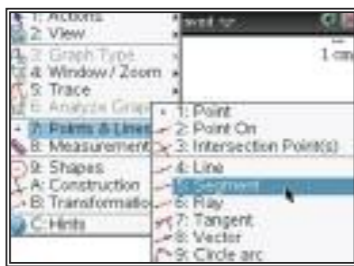 1: Actions
2: View
3: Graph Type
4: Window / Zoom
5: Trace
6: Analyze Grap
7: Points & Lines
8: Measurement
9: Shapes
A: Construction
B: Transformatio
C: Hints
1 cm
1: Point
2: Point On
3: Intersection Point(s)
4: Line
5: Segment
6: Ray
7: Tangent
8: Vector
9: Circle arc